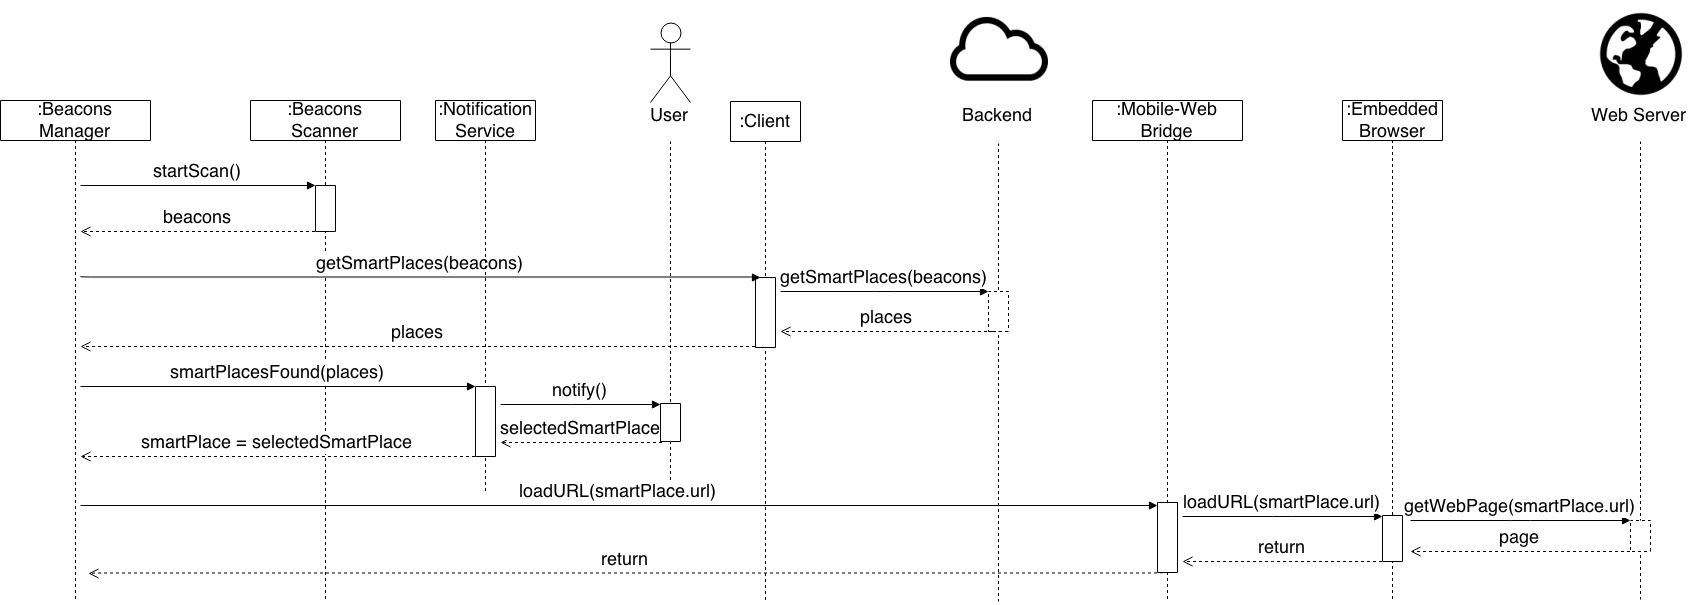 :Beacons
Manager
:Beacons
Scanner
:Notification
Service
User
:Client
Backend
:Mobile-Web
Bridge
:Embedded
Browser
Web Server
startScan()
beacons
getSmartPlaces(beacons)
getSmartPlaces(beacons)
places
places
smartPlacesFound(places)
notify()
selectedSmartPlace
smartPlace = selectedSmartPlace
loadURL(smartPlace.url)
loadURL(smartPlace.url)
getWebPage(smartPlace.url)
page
return
return